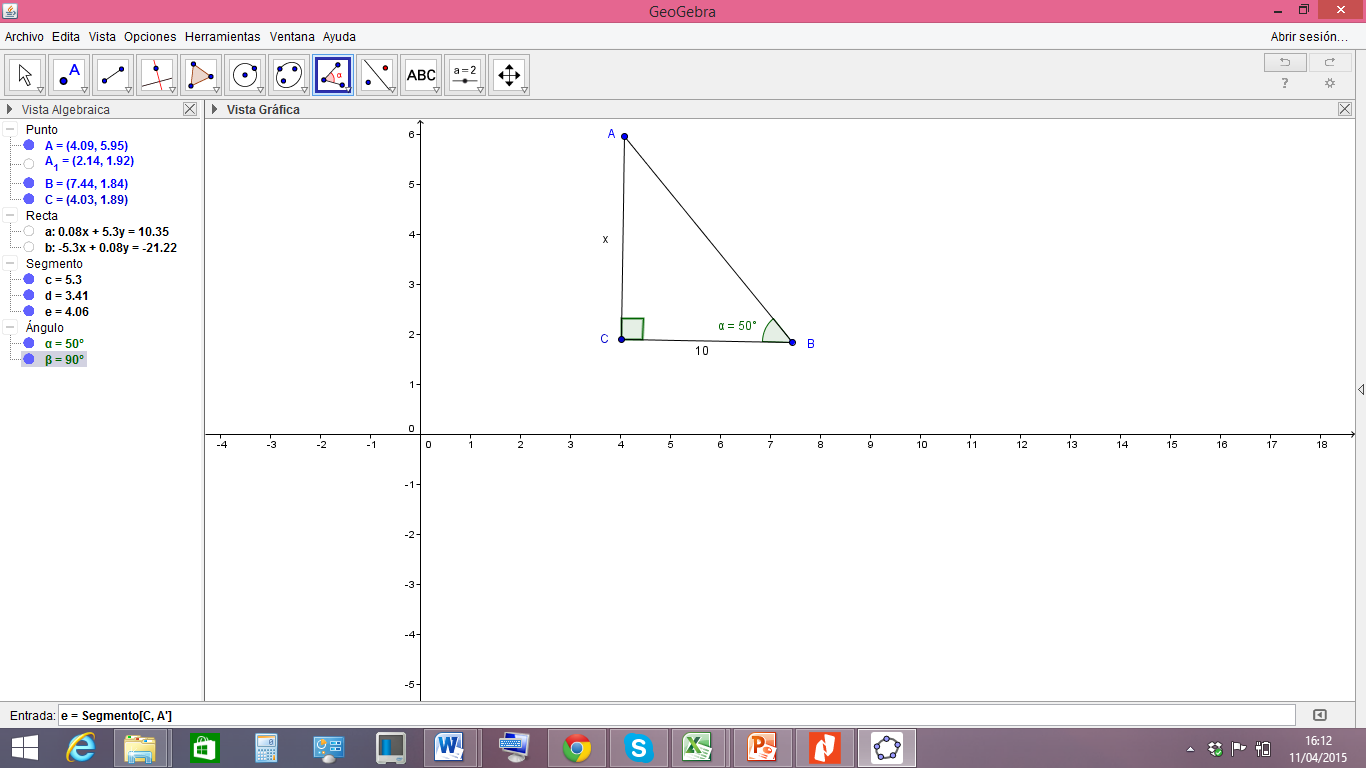 GeoGebra
Archivo Edita Vista Opciones Herramientas Ventana Ayuda
Abrir sesión...
A
α
ABC
a=2
?
Vista Algebraica
Punto
A = (4.09, 5.95)
A1 = (2.14, 1.92)
B = (7.44, 1.84)
C = (4.03, 1.89)
Recta
a: 0.08x + 5.3y = 10.35
b: -5.3x + 0.08y = -21.22
Segmento
c = 5.3
d = 3.41
e = 4.06
Ángulo
α = 50°
β = 90°
Vista Gráfica
6
5
4
3
2
1
0
-1
-2
-3
-4
-5
-4 -3 -2 -1 0 1 2 3 4 5 6 7 8 9 10 11 12 13 14 15 16 17 18
A
x
C
α = 50°
B
10
Entrada: e = Segmento[C, A']
16:12
11/04/2015